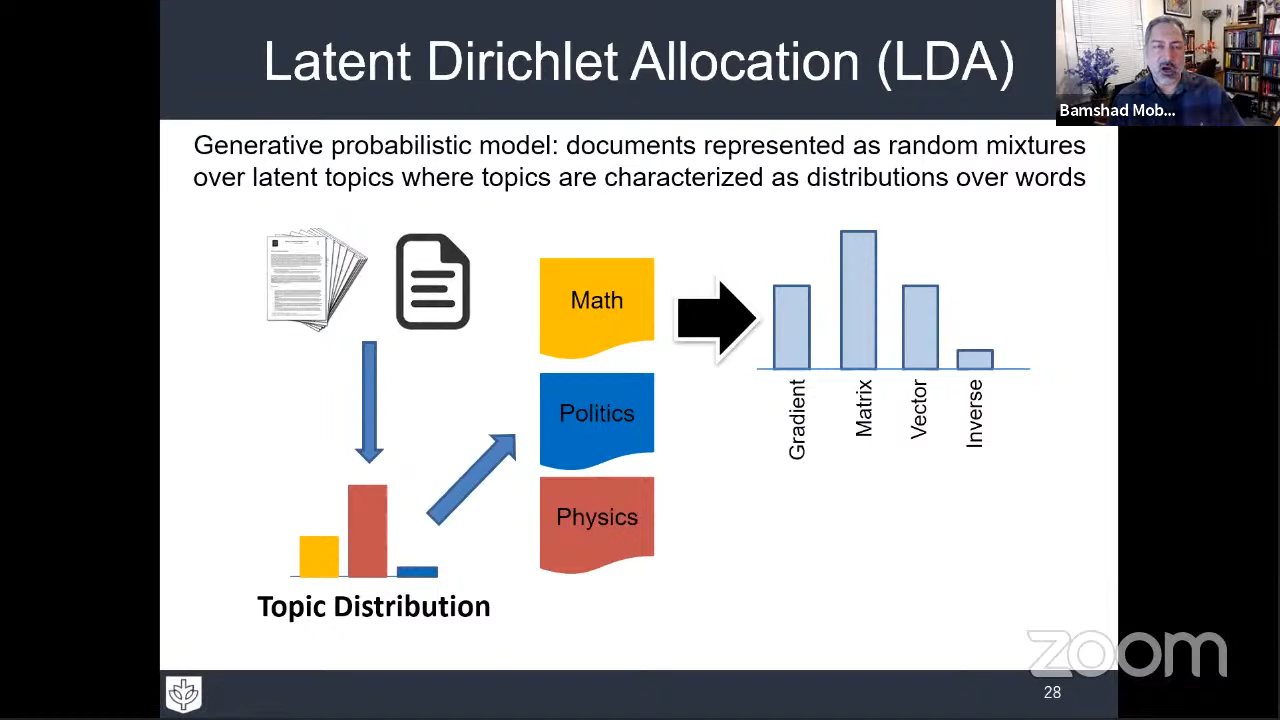 Latent Dirichlet Allocation (LDA)
Bamshad Mob...
Generative probabilistic model: documents represented as random mixtures
over latent topics where topics are characterized as distributions over words
Math
Politics
Physics
Gradient
Matrix
Vector
Inverse
Topic Distribution
zoom
28